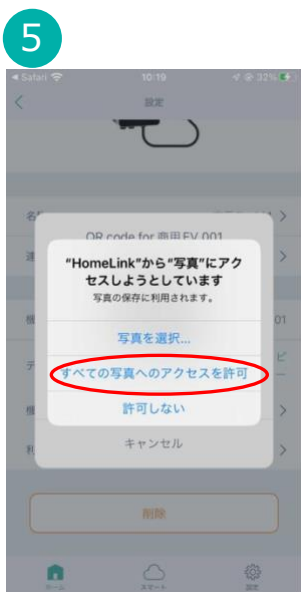 5
Safari 10:19 32%
設定
QR code for 商用EV 001
"HomeLink"から"写真"にアク
セスしようとしています
写真の保存に利用されます。
01
写真を選択...
すべての写真へのアクセスを許可
許可しない
キャンセル
削除
ホーム スマート 設定